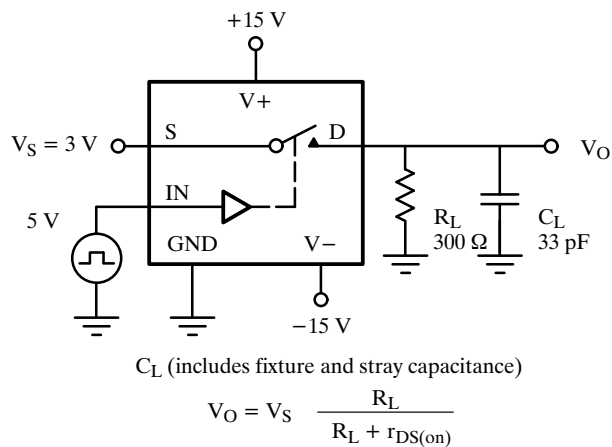 +15 V
V+
S
D
V_S = 3 V
V_O
IN
5 V
R_L
300 Ω
C_L
33 pF
GND
V−
−15 V
C_L (includes fixture and stray capacitance)
V_O = V_S R_L
R_L + r_DS(on)